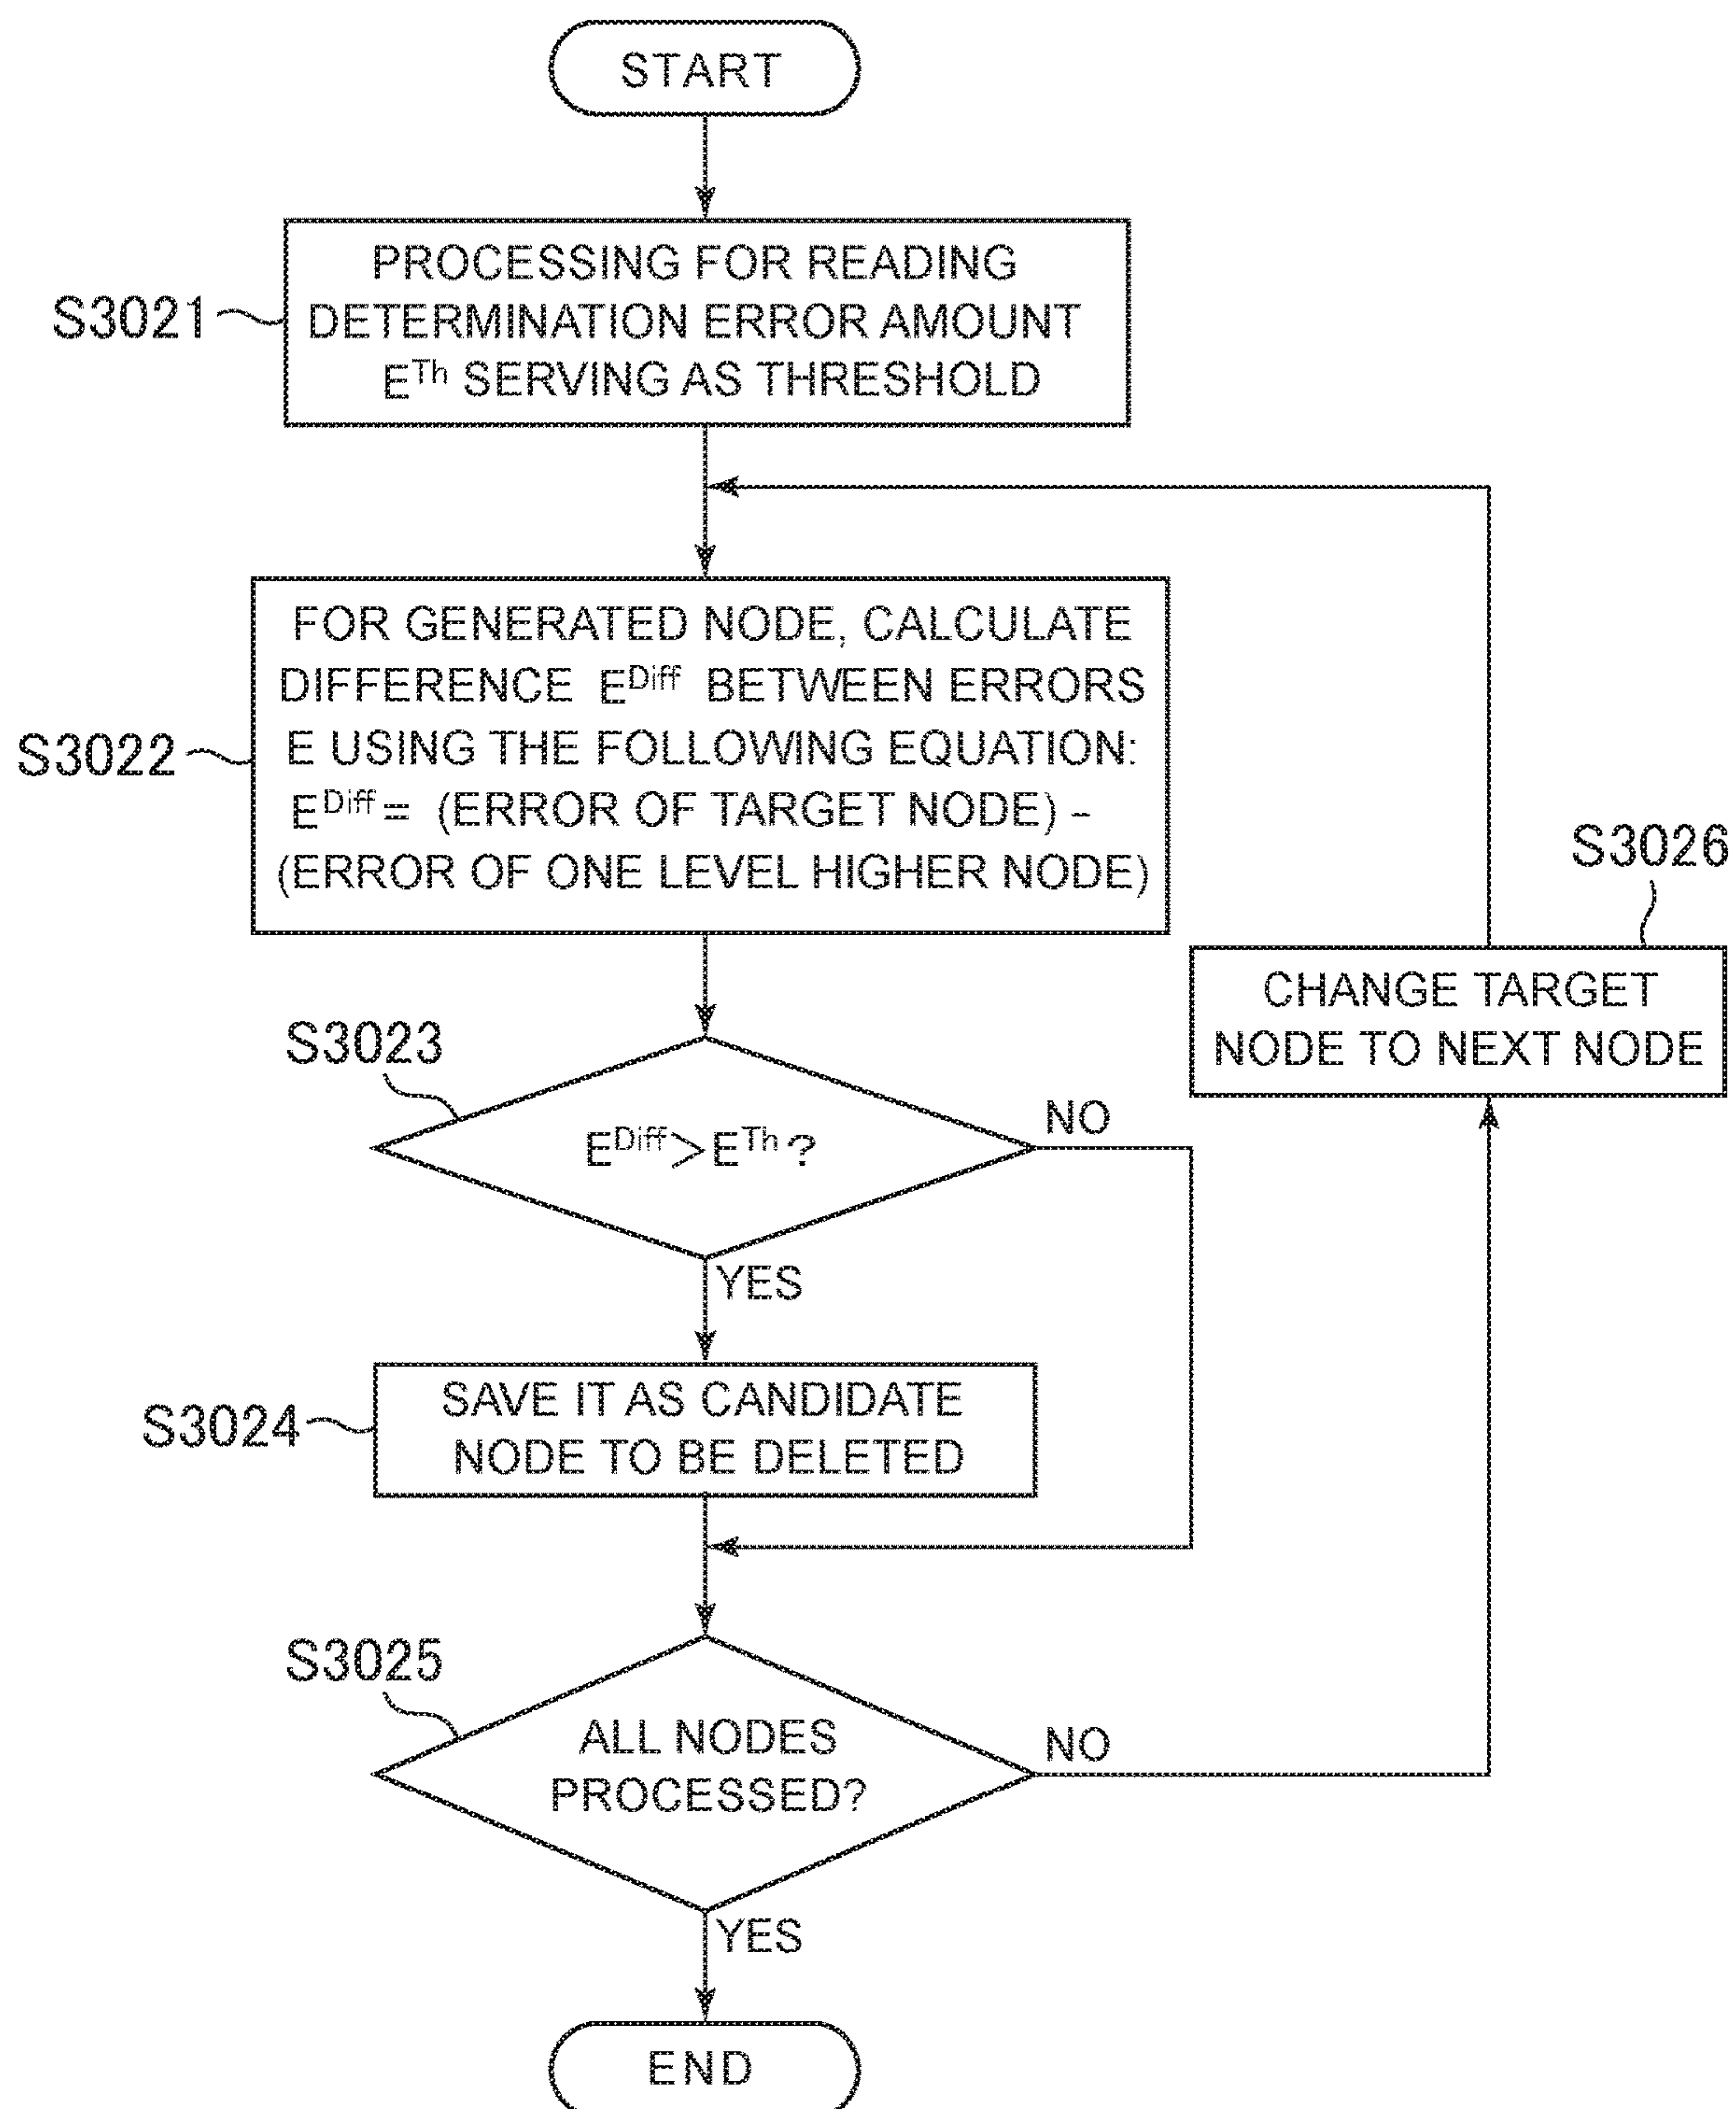 START
S3021
PROCESSING FOR READING
DETERMINATION ERROR AMOUNT
E^Th SERVING AS THRESHOLD
S3022
FOR GENERATED NODE, CALCULATE
DIFFERENCE E^Diff BETWEEN ERRORS
E USING THE FOLLOWING EQUATION:
E^Diff = (ERROR OF TARGET NODE) –
(ERROR OF ONE LEVEL HIGHER NODE)
S3026
CHANGE TARGET
NODE TO NEXT NODE
S3023
E^Diff > E^Th ?
NO
YES
S3024
SAVE IT AS CANDIDATE
NODE TO BE DELETED
S3025
ALL NODES
PROCESSED?
NO
YES
END